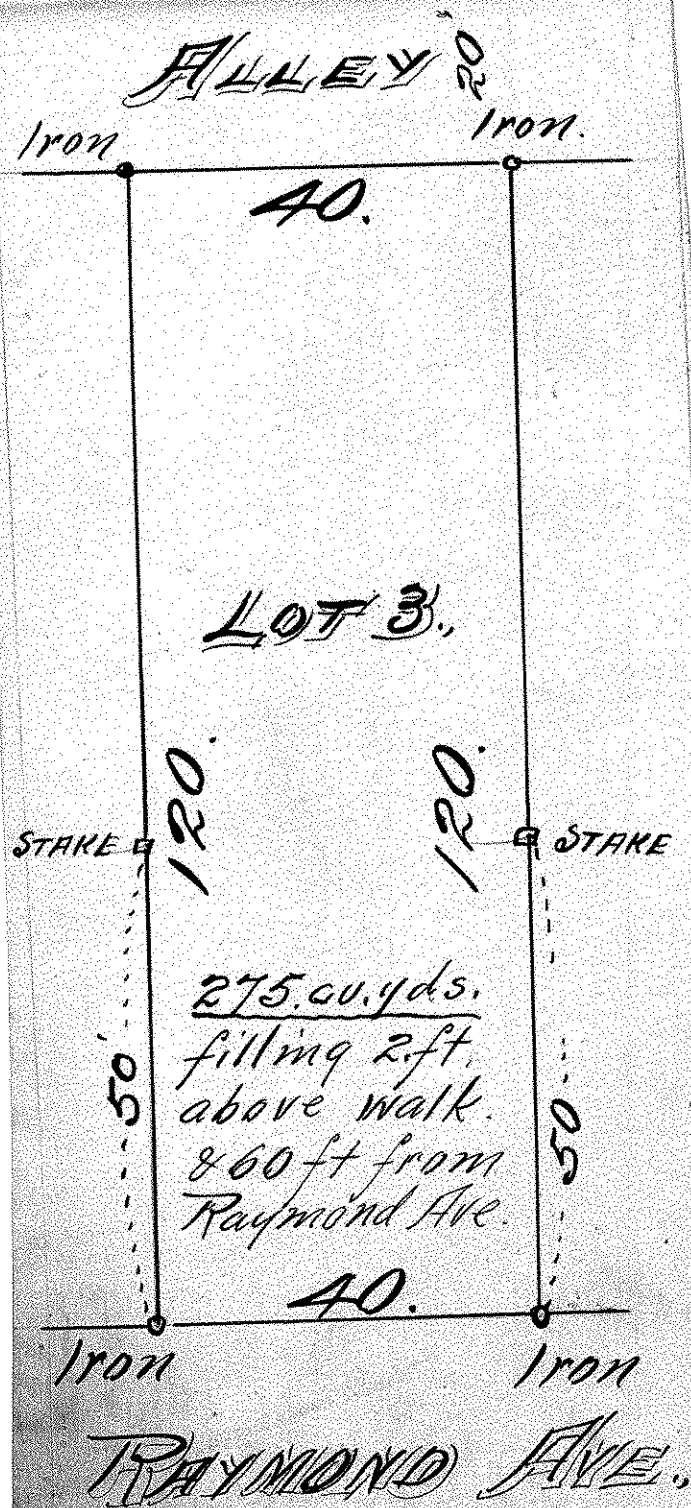 ALLEY 20'
Iron
Iron.
40.
LOT 3.,
120.
120.
STAKE
STAKE
275.cu.yds.
filling 2.ft.
above walk.
& 60 ft from
Raymond Ave.
50'
50
40.
Iron
Iron
RAYMOND AVE.,